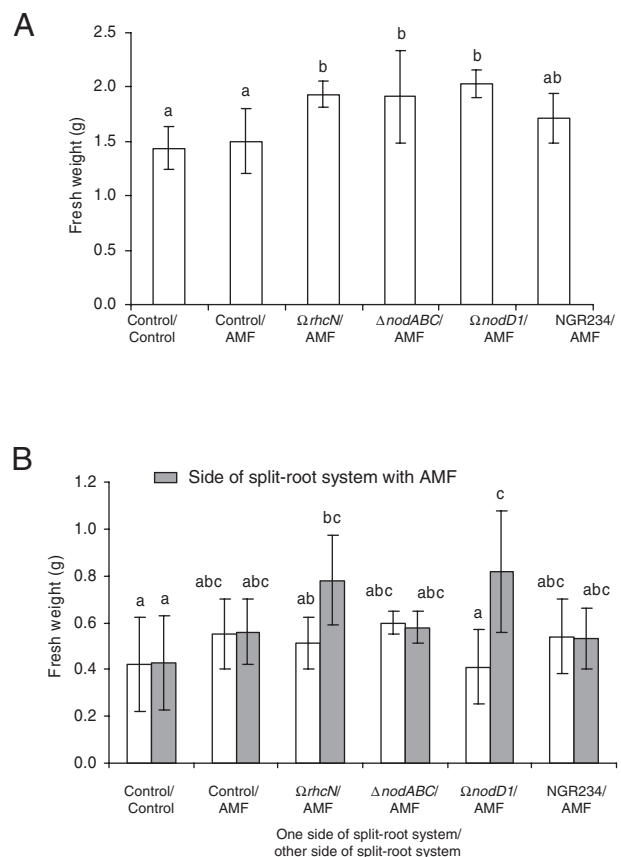 A
2.5
2.0
1.5
1.0
0.5
0.0
Fresh weight (g)
a
a
b
b
b
ab
Control/
Control
Control/
AMF
ΩrhcN/
AMF
ΔnodABC/
AMF
ΩnodD1/
AMF
NGR234/
AMF
B
1.2
1.0
0.8
0.6
0.4
0.2
0.0
Fresh weight (g)
Side of split-root system with AMF
a a
abc abc
ab bc
abc abc
a c
abc abc
Control/
Control
Control/
AMF
ΩrhcN/
AMF
ΔnodABC/
AMF
ΩnodD1/
AMF
NGR234/
AMF
One side of split-root system/
other side of split-root system